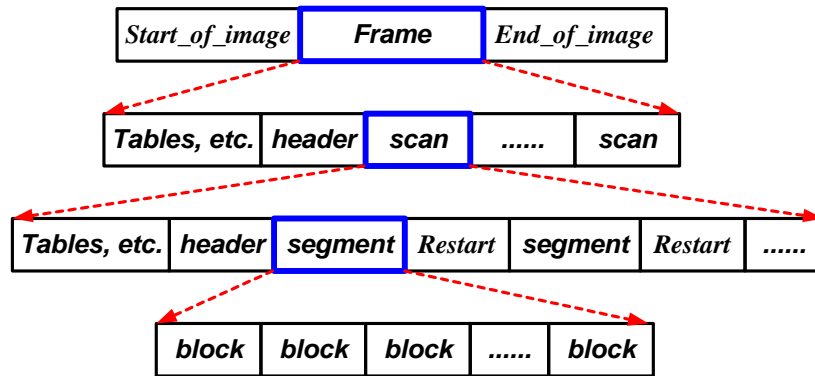 Start_of_image Frame End_of_image
Tables, etc. header scan ...... scan
Tables, etc. header segment Restart segment Restart ......
block block block ...... block